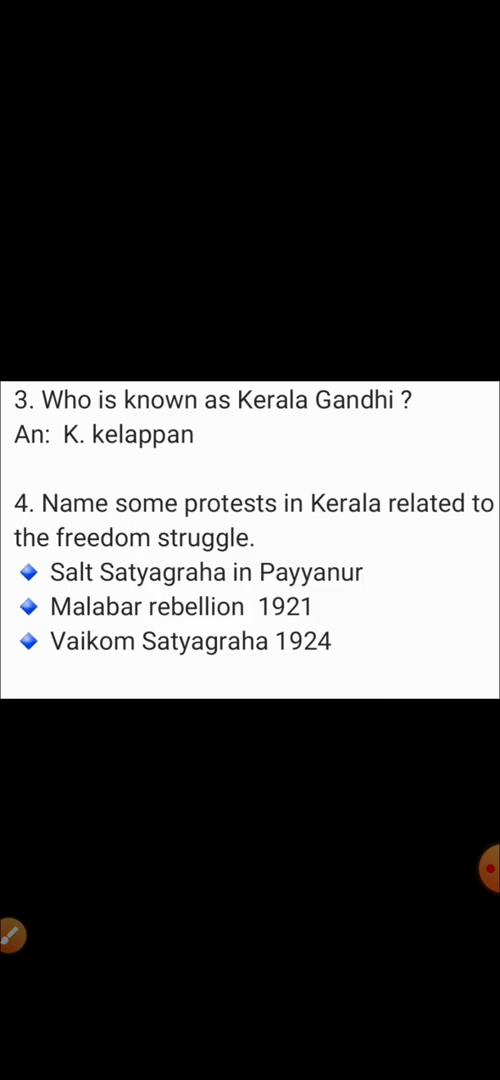 3. Who is known as Kerala Gandhi ?
An: K. kelappan
4. Name some protests in Kerala related to
the freedom struggle.
Salt Satyagraha in Payyanur
Malabar rebellion 1921
Vaikom Satyagraha 1924